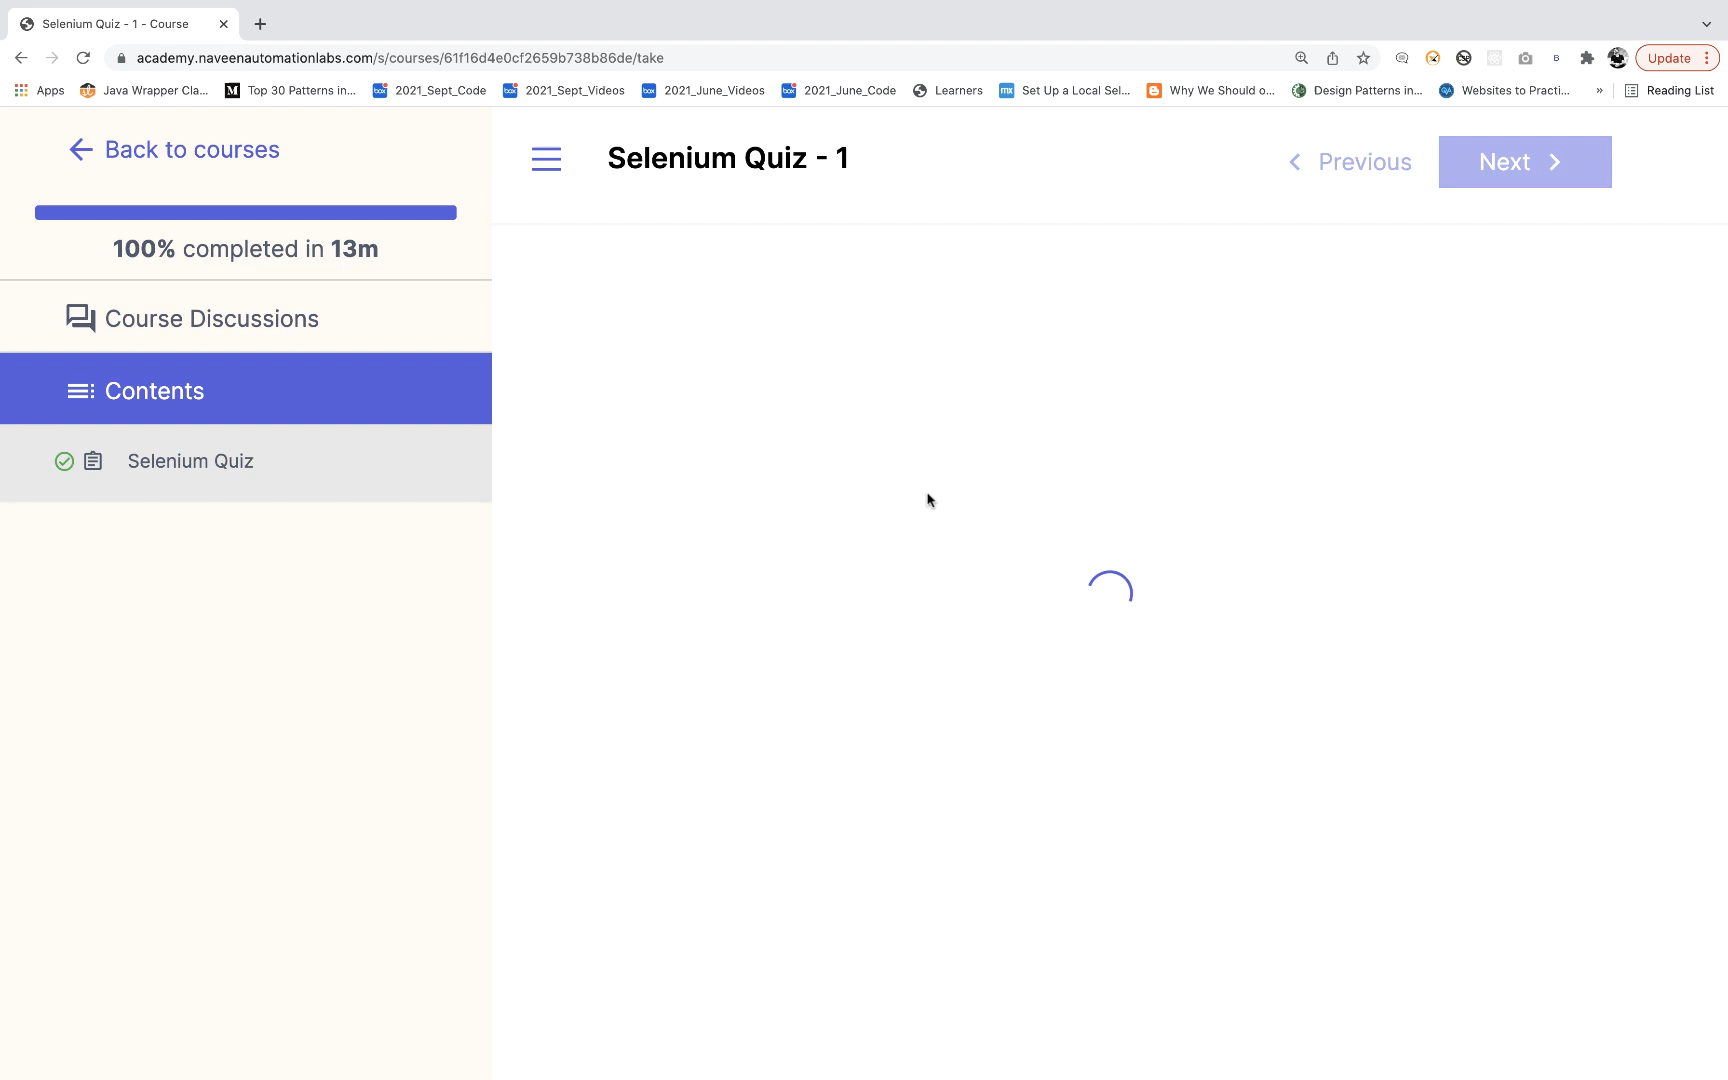 Selenium Quiz - 1 - Course
academy.naveenautomationlabs.com/s/courses/61f16d4e0cf2659b738b86de/take
Update
Apps
Java Wrapper Cla...
Top 30 Patterns in...
2021_Sept_Code
2021_Sept_Videos
2021_June_Videos
2021_June_Code
Learners
Set Up a Local Sel...
Why We Should o...
Design Patterns in...
Websites to Practi...
»
Reading List
Back to courses
100% completed in 13m
Course Discussions
Contents
Selenium Quiz
Selenium Quiz - 1
Previous
Next